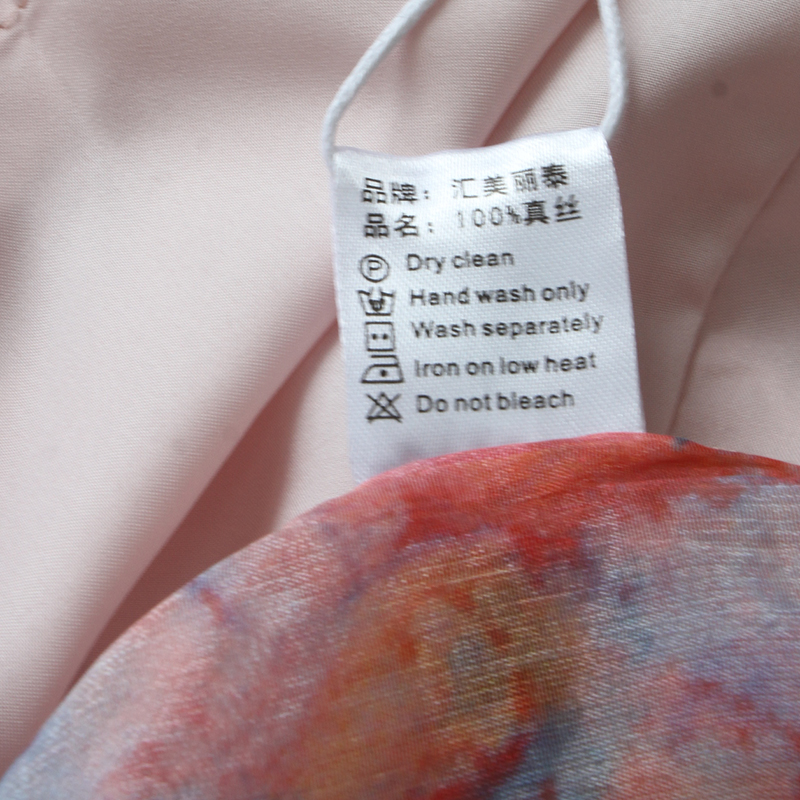 品牌：汇美丽泰
品名：100%真丝
Ⓟ Dry clean
Hand wash only
Wash separately
Iron on low heat
Do not bleach